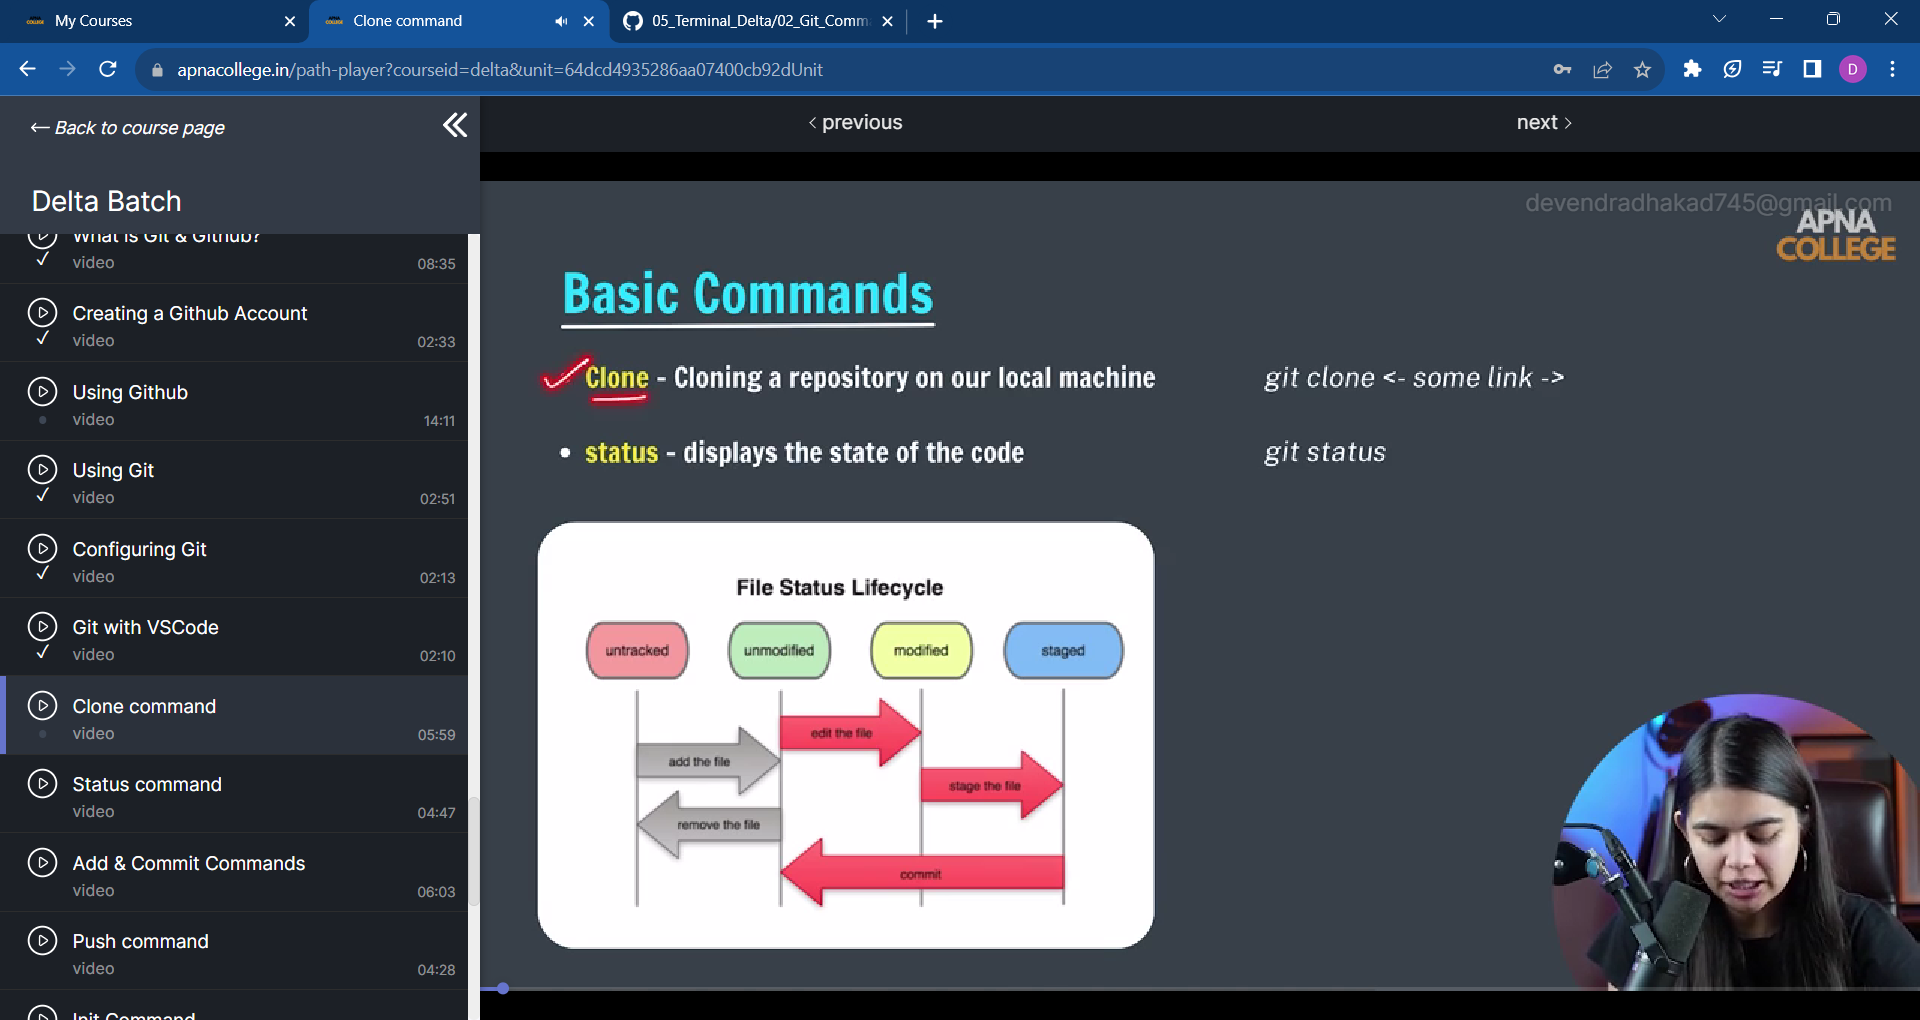 My Courses
Clone command
05_Terminal_Delta/02_Git_Comm
apnacollege.in/path-player?courseid=delta&unit=64dcd4935286aa07400cb92dUnit
D
← Back to course page
‹ previous
next ›
Delta Batch
What is Git & Github?
video 08:35
Creating a Github Account
video 02:33
Using Github
video 14:11
Using Git
video 02:51
Configuring Git
video 02:13
Git with VSCode
video 02:10
Clone command
video 05:59
Status command
video 04:47
Add & Commit Commands
video 06:03
Push command
video 04:28
Init Command
devendradhakad745@gmail.com
APNA
COLLEGE
Basic Commands
Clone - Cloning a repository on our local machine git clone <- some link ->
• status - displays the state of the code git status
File Status Lifecycle
untracked unmodified modified staged
edit the file
add the file
stage the file
remove the file
commit